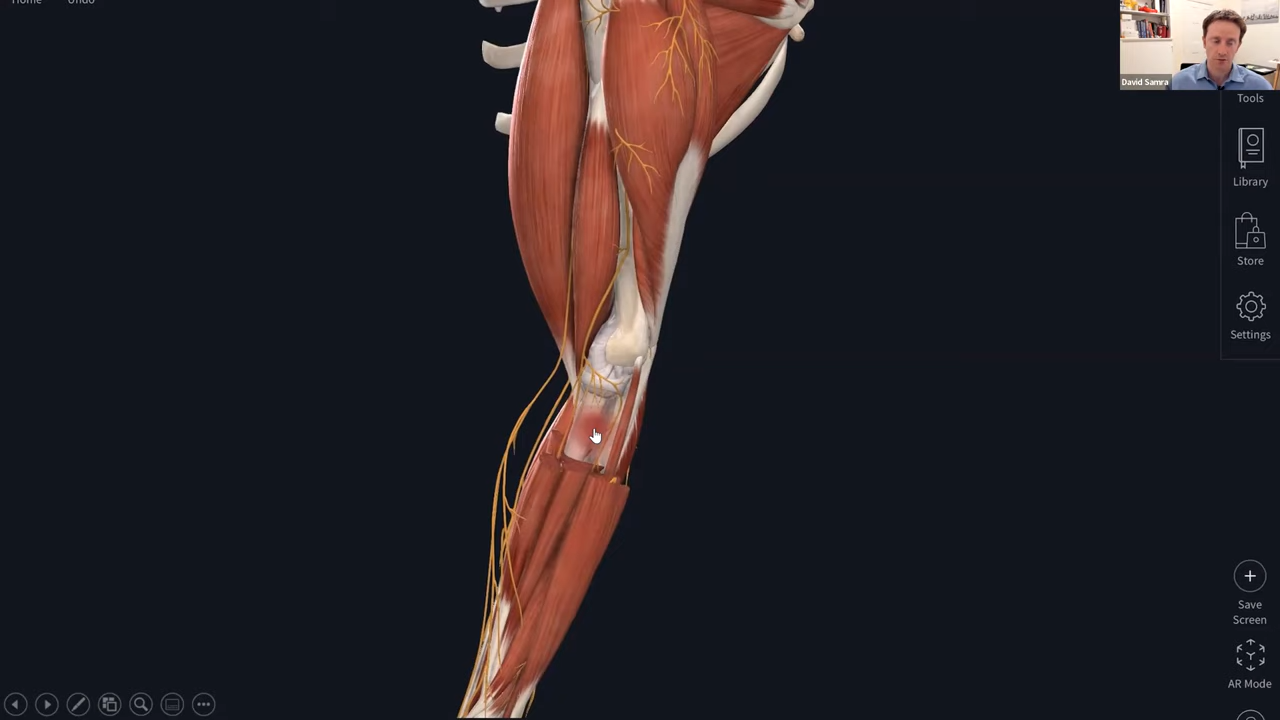 Home Undo
David Samra
Tools
Library
Store
Settings
Save
Screen
AR Mode